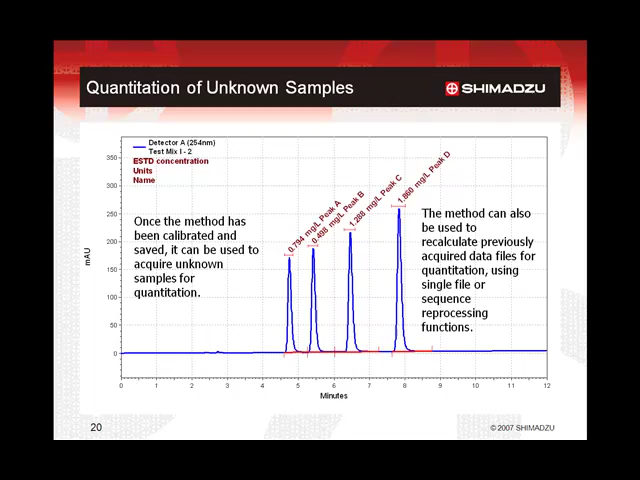 Quantitation of Unknown Samples
SHIMADZU
Detector A (254nm)
Test Mix I - 2
ESTD concentration
Units
Name
0.794 mg/L Peak A
0.498 mg/L Peak B
1.288 mg/L Peak C
1.860 mg/L Peak D
Once the method has
been calibrated and
saved, it can be used to
acquire unknown
samples for
quantitation.
The method can also
be used to
recalculate previously
acquired data files for
quantitation, using
single file or
sequence
reprocessing
functions.
mAU
350
300
250
200
150
100
50
0
0 1 2 3 4 5 6 7 8 9 10 11 12
Minutes
20
© 2007 SHIMADZU